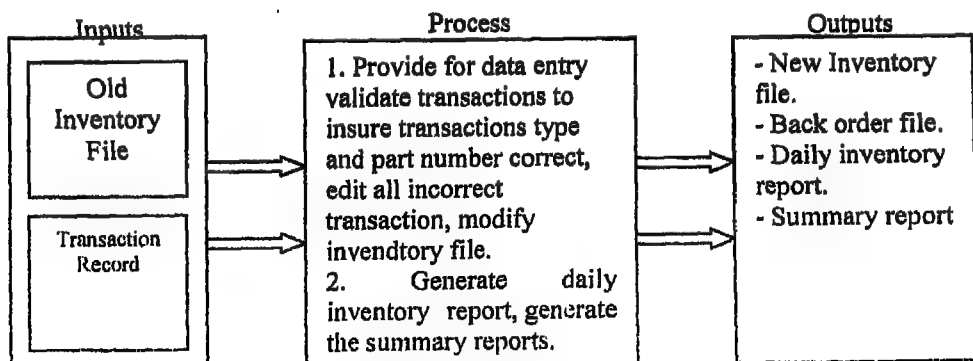 Inputs
Old
Inventory
File
Transaction
Record
Process
1. Provide for data entry
validate transactions to
insure transactions type
and part number correct,
edit all incorrect
transaction, modify
invendtory file.
2. Generate daily
inventory report, generate
the summary reports.
Outputs
- New Inventory
file.
- Back order file.
- Daily inventory
report.
- Summary report